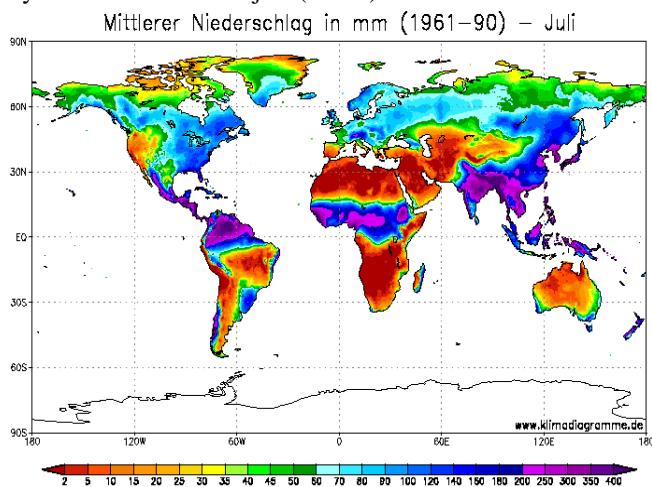 Mittlerer Niederschlag in mm (1961–90) – Juli
90N
60N
30N
EQ
30S
60S
90S
www.klimadiagramme.de
180 120W 60W 0 60E 120E 180
2 5 10 15 20 25 30 35 40 45 50 60 70 80 100 120 140 160 180 200 250 300 350 400